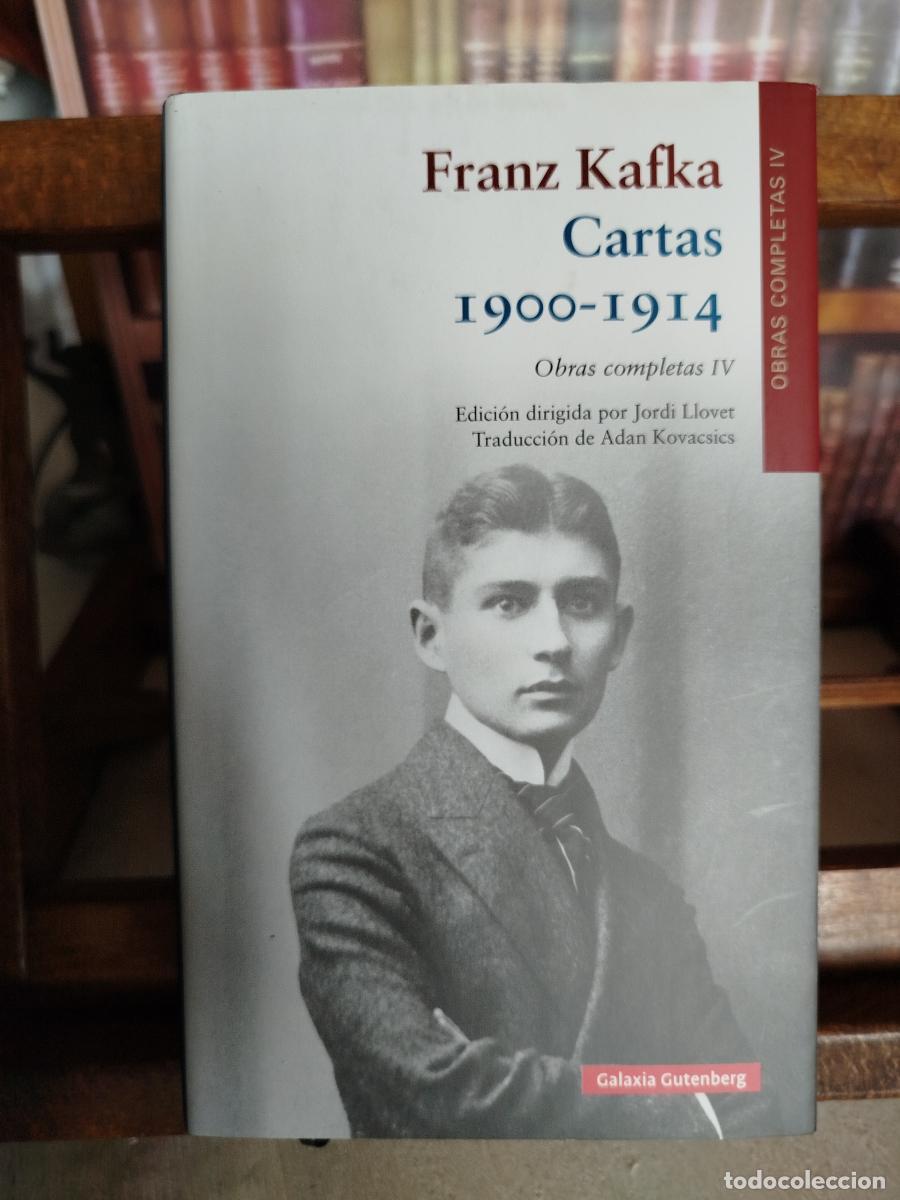 Franz Kafka
Cartas
1900-1914
Obras completas IV
Edición dirigida por Jordi Llovet
Traducción de Adan Kovacsics
OBRAS COMPLETAS IV
Galaxia Gutenberg
todocoleccion